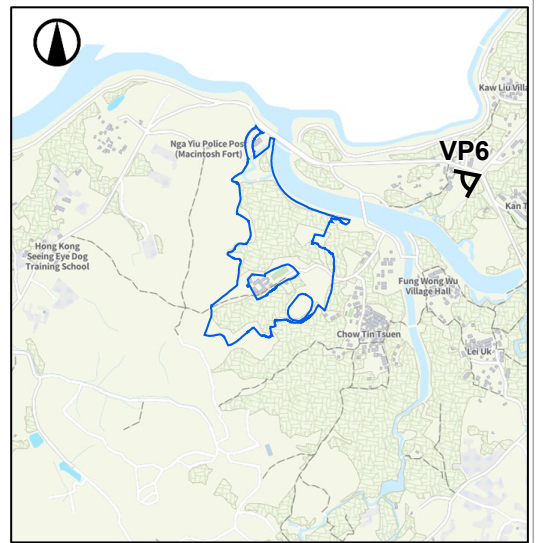 Kaw Liu Villa
Nga Yiu Police Post
(Macintosh Fort)
VP6
Kan T
Hong Kong
Seeing Eye Dog
Training School
Fung Wong Wu
Village Hall
Chow Tin Tsuen
Lei Uk